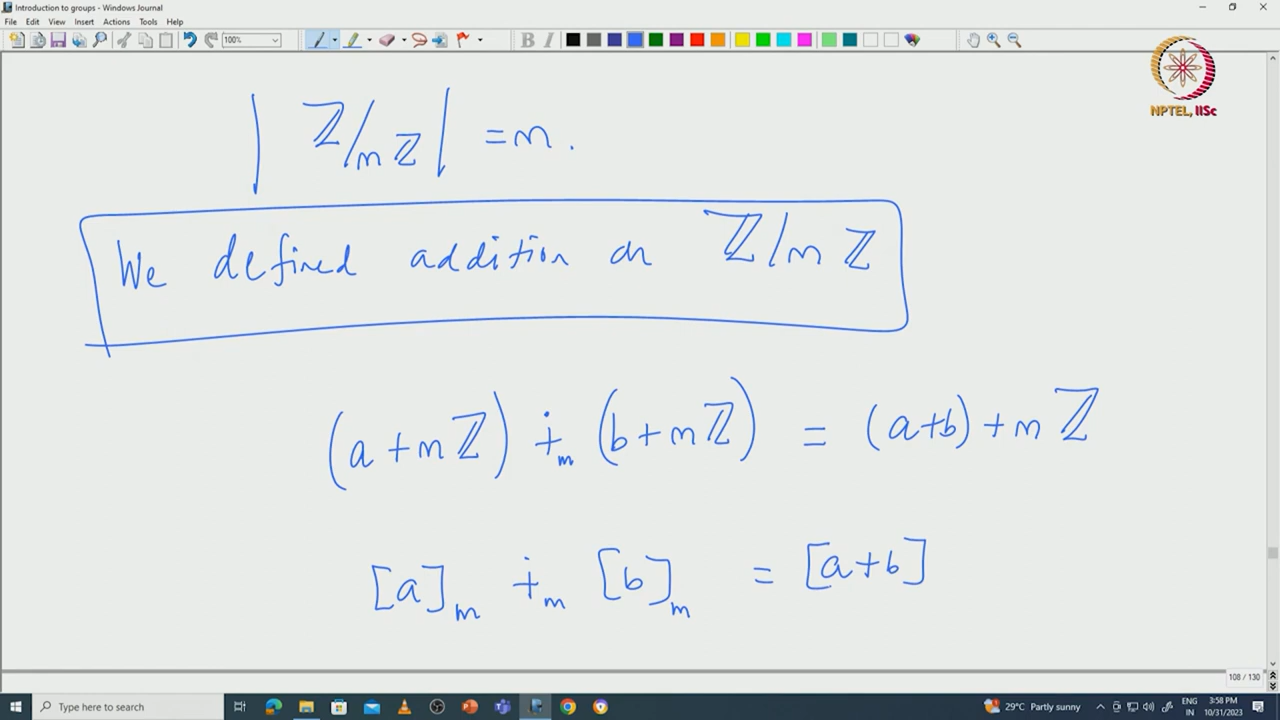 Introduction to groups - Windows Journal
File Edit View Insert Actions Tools Help
100%
B I
NPTEL, IISc
| ℤ/mℤ | = m.
We defined addition on ℤ/mℤ
(a + mℤ) ∔ₘ (b + mℤ) = (a+b) + mℤ
[a]ₘ ∔ₘ [b]ₘ = [a+b]
108 / 130
Type here to search
29°C Partly sunny
ENG
IN
3:58 PM
10/31/2023